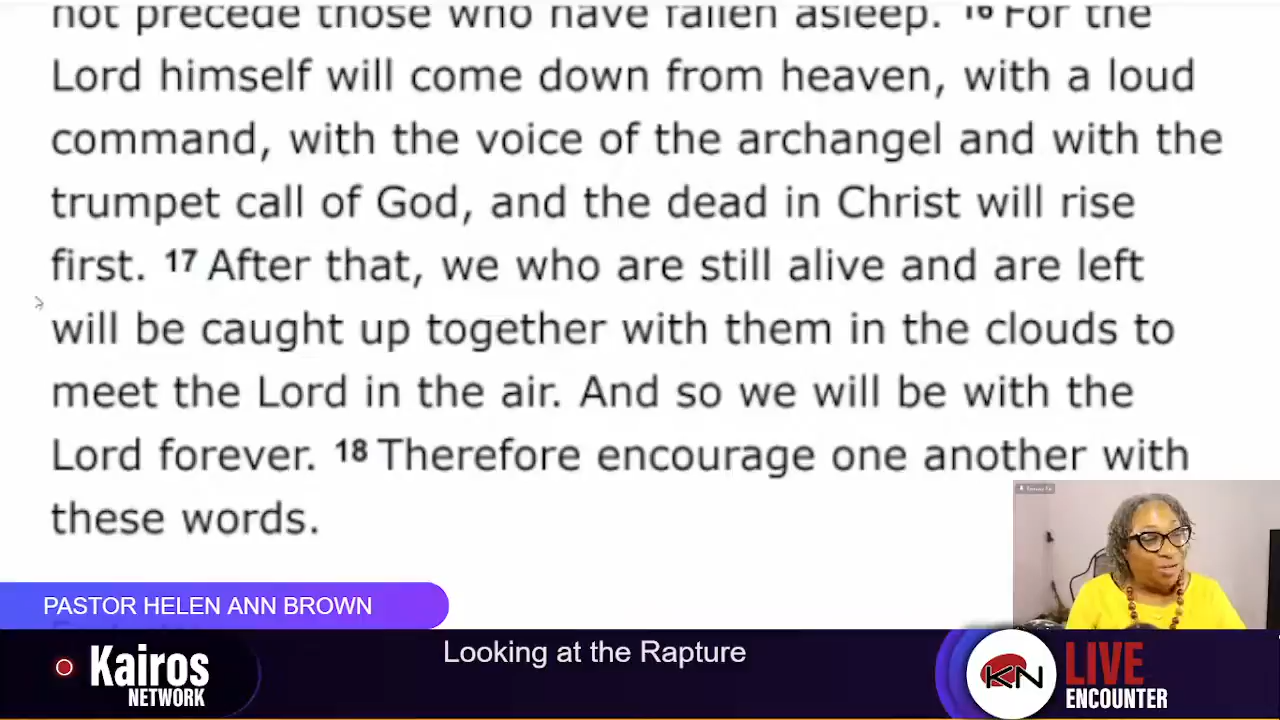 not precede those who have fallen asleep. 16 For the
Lord himself will come down from heaven, with a loud
command, with the voice of the archangel and with the
trumpet call of God, and the dead in Christ will rise
first. 17 After that, we who are still alive and are left
will be caught up together with them in the clouds to
meet the Lord in the air. And so we will be with the
Lord forever. 18 Therefore encourage one another with
these words.
PASTOR HELEN ANN BROWN
Kairos
NETWORK
Looking at the Rapture
KN
LIVE
ENCOUNTER